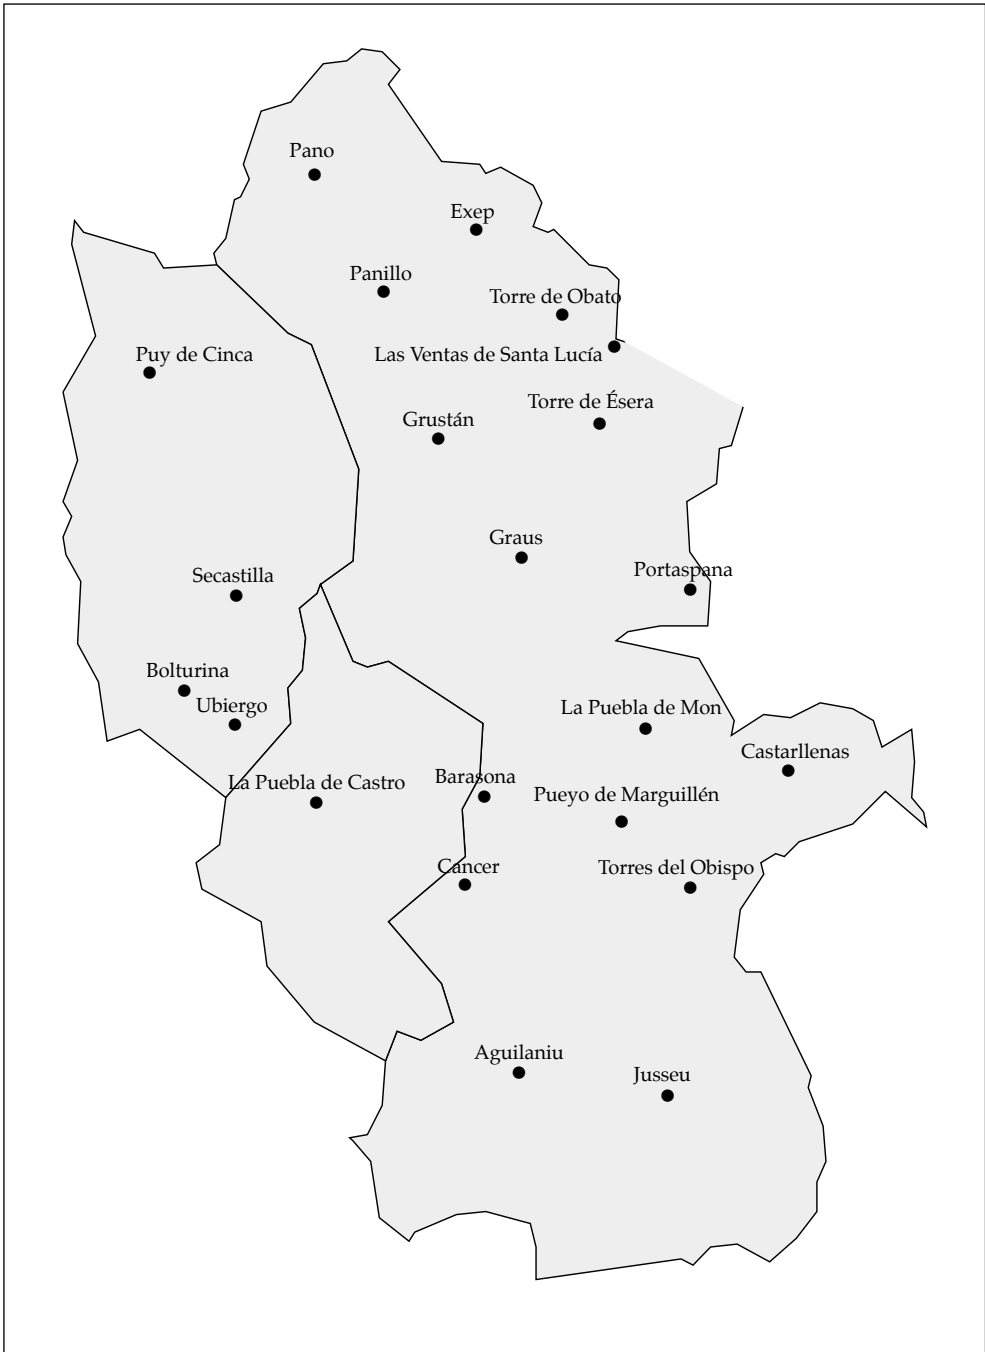 Pano
Exep
Panillo
Torre de Obato
Puy de Cinca
Las Ventas de Santa Lucía
Torre de Ésera
Grustán
Graus
Portaspana
Secastilla
Bolturina
Ubiergo
La Puebla de Mon
Castarllenas
La Puebla de Castro
Barasona
Pueyo de Marguillén
Cancer
Torres del Obispo
Aguilaniu
Jusseu